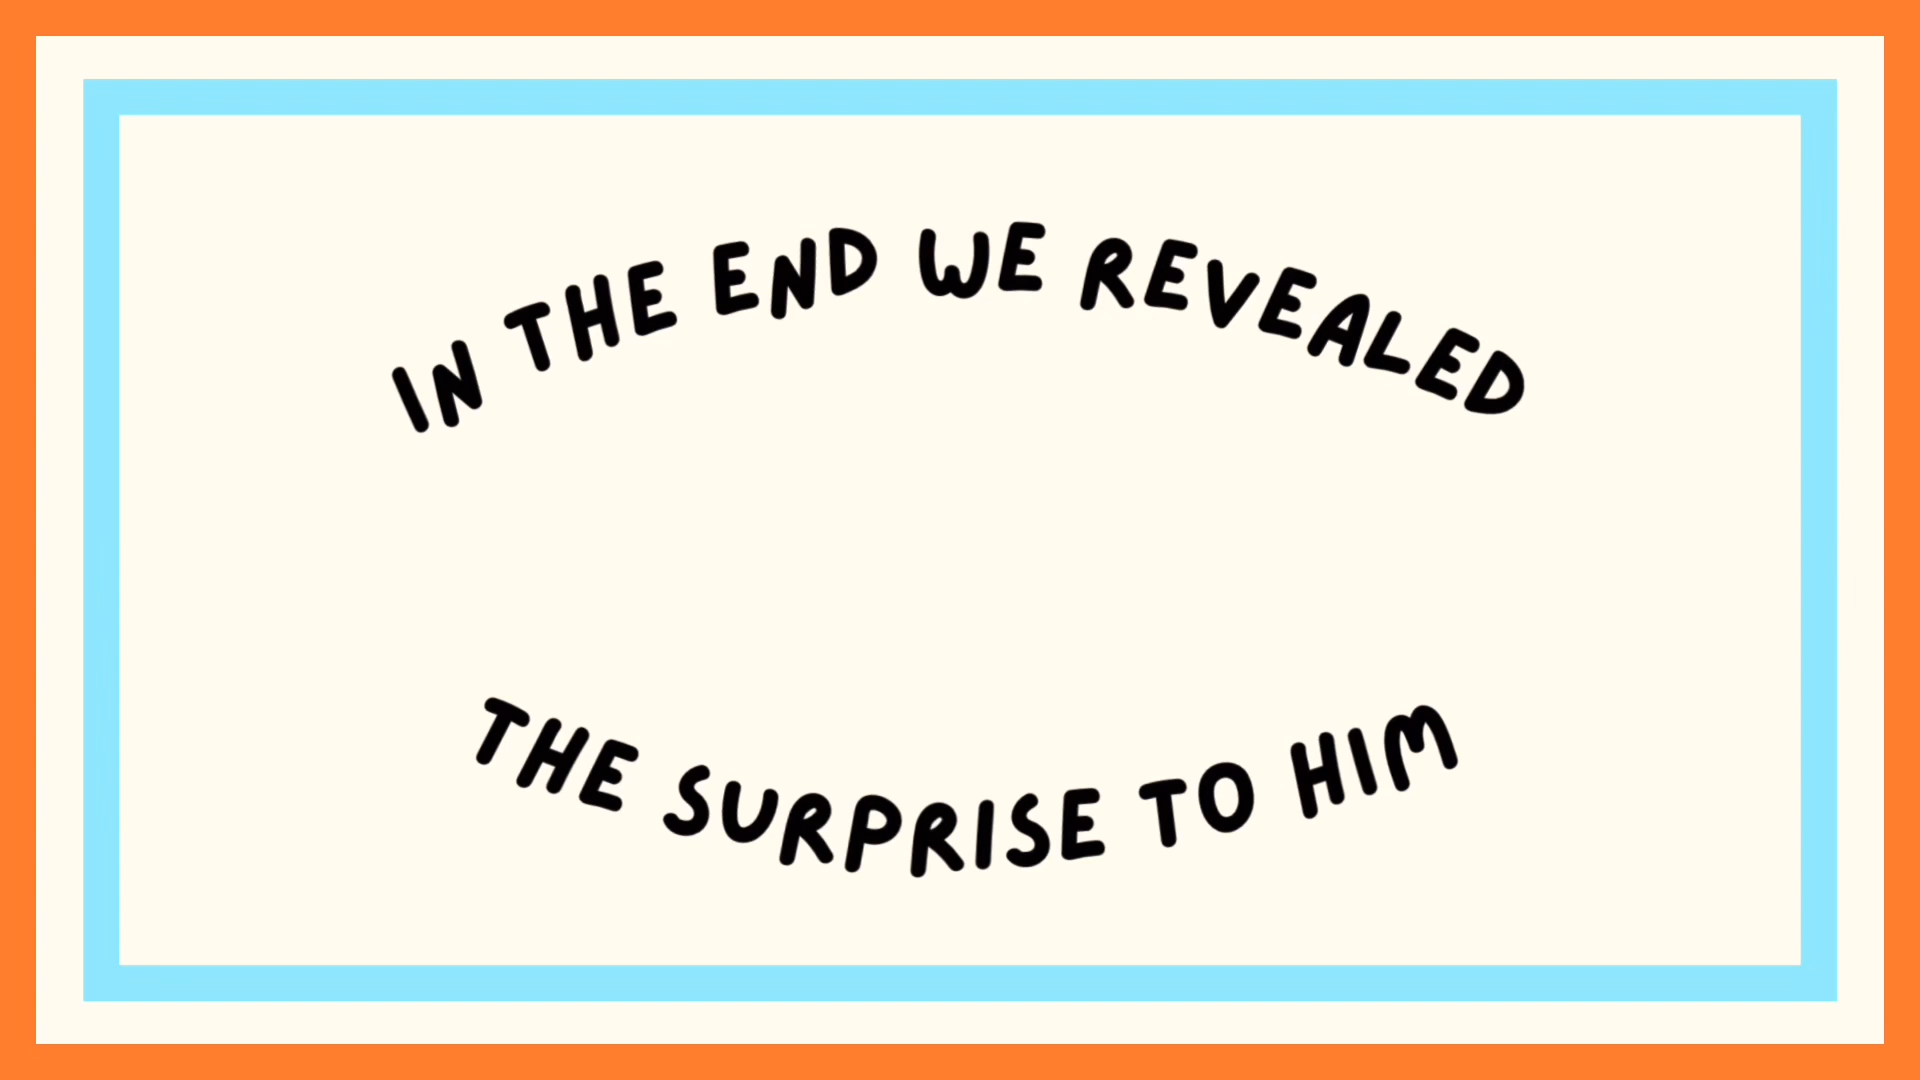 IN THE END WE REVEALED
THE SURPRISE TO HIM